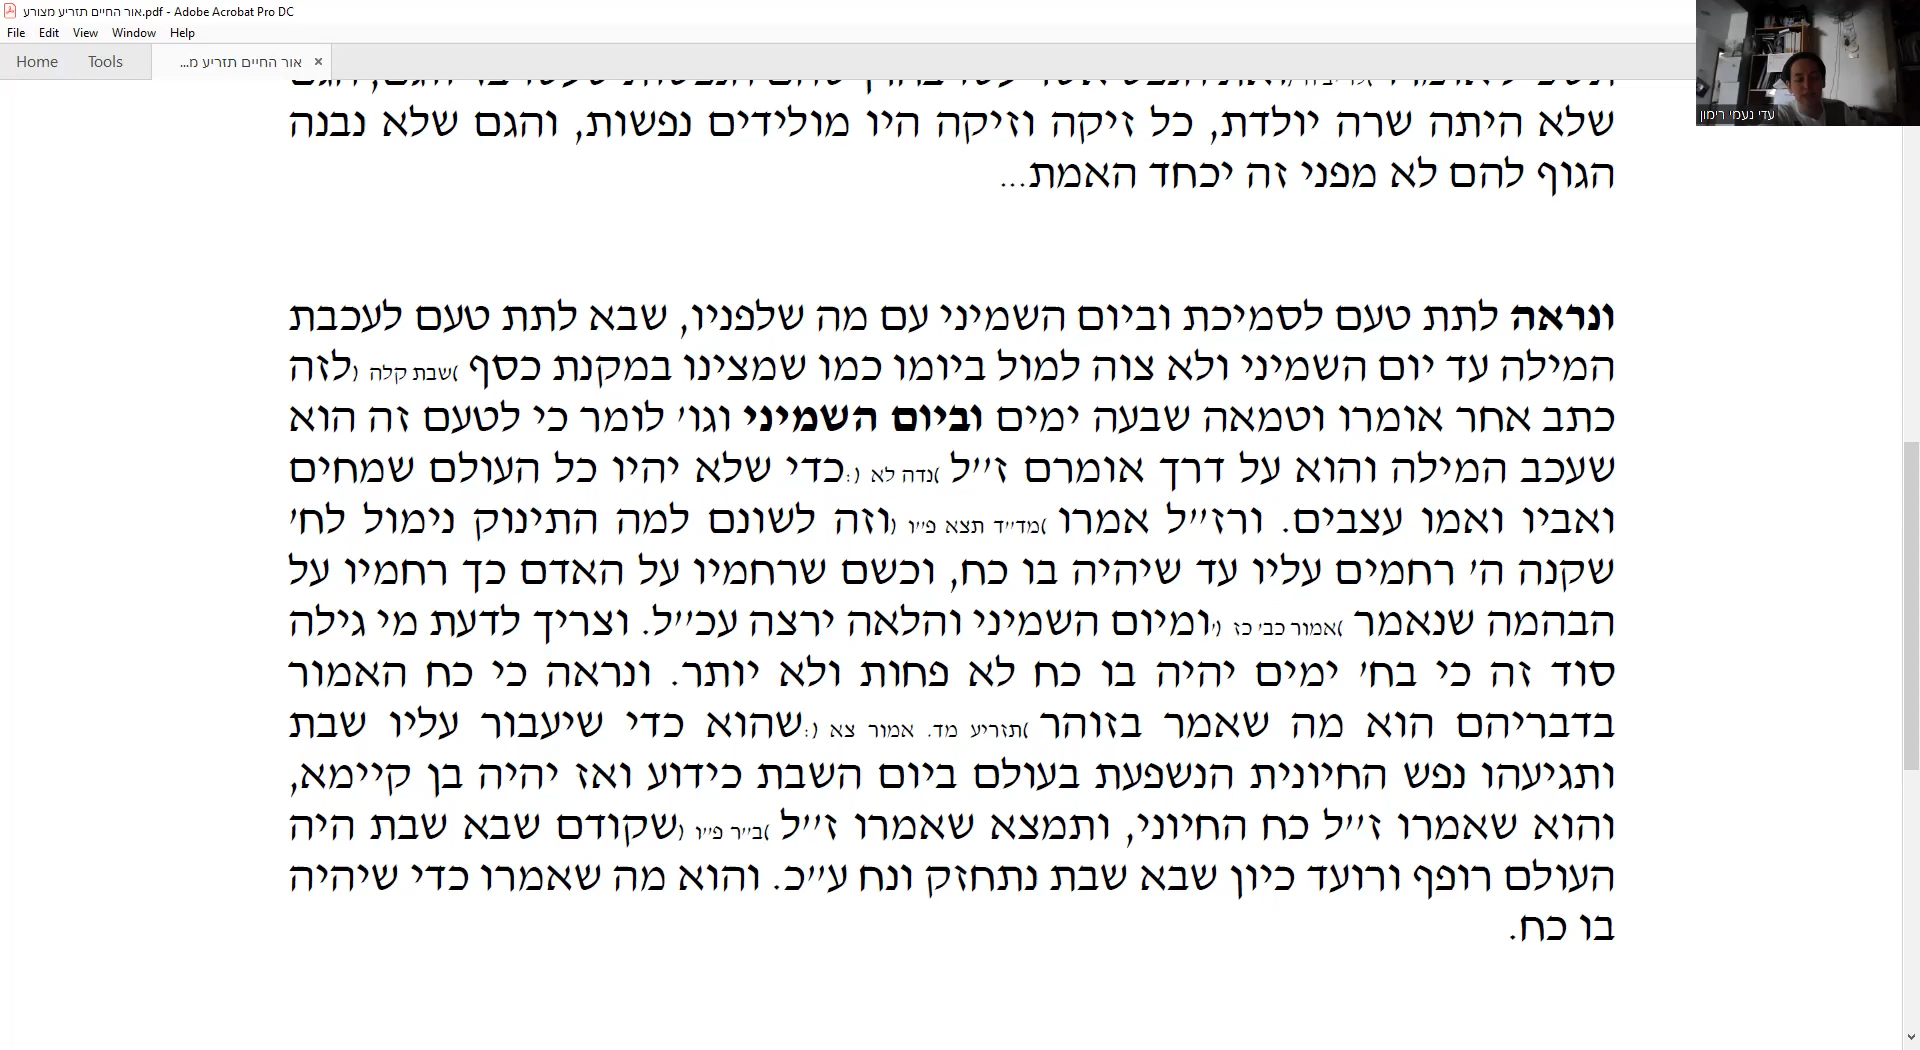 אור החיים תזריע מצורע.pdf - Adobe Acrobat Pro DC
File Edit View Window Help
Home Tools אור החיים תזריע מ...
עדי נעמי רימון
שלא היתה שרה יולדת, כל זיקה וזיקה היו מולידים נפשות, והגם שלא נבנה
הגוף להם לא מפני זה יכחד האמת...
ונראה לתת טעם לסמיכת וביום השמיני עם מה שלפניו, שבא לתת טעם לעכבת
המילה עד יום השמיני ולא צוה למול ביומו כמו שמצינו במקנת כסף )שבת קלה ( לזה
כתב אחר אומרו וטמאה שבעה ימים וביום השמיני וגו׳ לומר כי לטעם זה הוא
שעכב המילה והוא על דרך אומרם ז״ל )נדה לא (: כדי שלא יהיו כל העולם שמחים
ואביו ואמו עצבים. ורז״ל אמרו )מד״ד תצא פ״ו ( וזה לשונם למה התינוק נימול לח׳
שקנה ה׳ רחמים עליו עד שיהיה בו כח, וכשם שרחמיו על האדם כך רחמיו על
הבהמה שנאמר )אמור כב׳ כז (׳ ומיום השמיני והלאה ירצה עכ״ל. וצריך לדעת מי גילה
סוד זה כי בח׳ ימים יהיה בו כח לא פחות ולא יותר. ונראה כי כח האמור
בדבריהם הוא מה שאמר בזוהר )תזריע מד. אמור צא (: שהוא כדי שיעבור עליו שבת
ותגיעהו נפש החיונית הנשפעת בעולם ביום השבת כידוע ואז יהיה בן קיימא,
והוא שאמרו ז״ל כח החיוני, ותמצא שאמרו ז״ל )ב״ר פ״ו ( שקודם שבא שבת היה
העולם רופף ורועד כיון שבא שבת נתחזק ונח ע״כ. והוא מה שאמרו כדי שיהיה
בו כח.